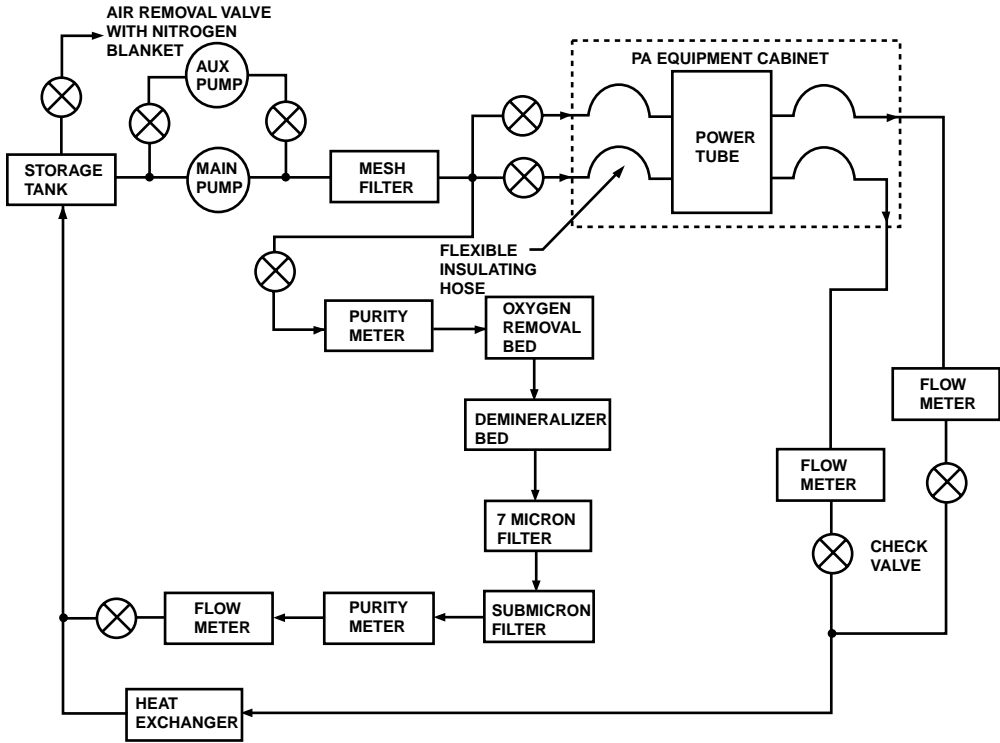 AIR REMOVAL VALVE
WITH NITROGEN
BLANKET
AUX
PUMP
PA EQUIPMENT CABINET
STORAGE
TANK
MAIN
PUMP
MESH
FILTER
POWER
TUBE
FLEXIBLE
INSULATING
HOSE
PURITY
METER
OXYGEN
REMOVAL
BED
DEMINERALIZER
BED
7 MICRON
FILTER
SUBMICRON
FILTER
PURITY
METER
FLOW
METER
FLOW
METER
FLOW
METER
CHECK
VALVE
HEAT
EXCHANGER